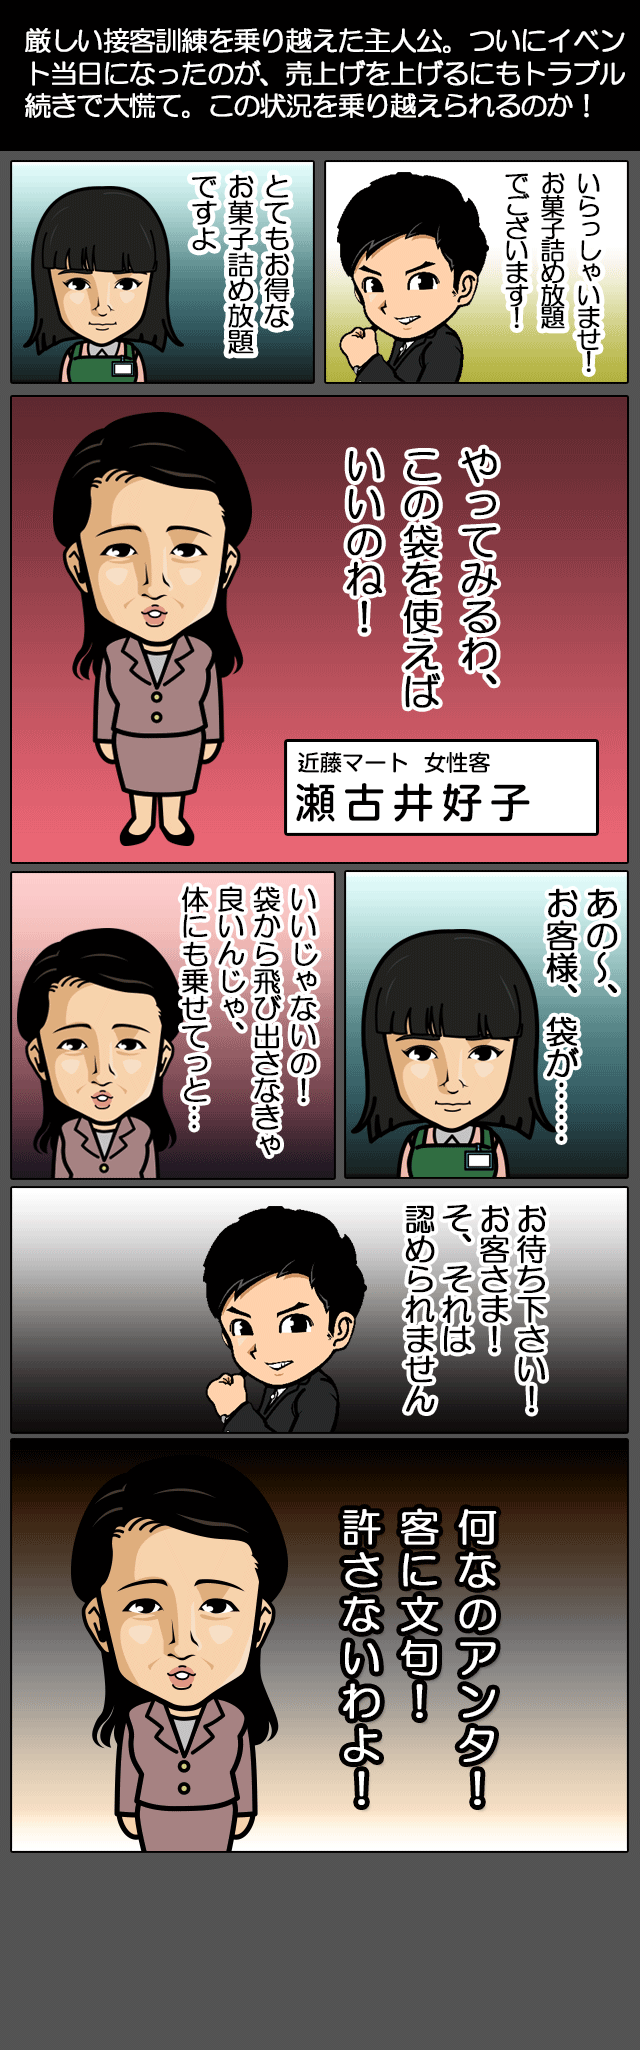 厳しい接客訓練を乗り越えた主人公。ついにイベン
ト当日になったのが、売上げを上げるにもトラブル
続きで大慌て。この状況を乗り越えられるのか！
いらっしゃいませ！
お菓子詰め放題
でございます！
とてもお得な
お菓子詰め放題
ですよ
やってみるわ、
この袋を使えば
いいのね！
近藤マート 女性客
瀬古井好子
あの〜、
お客様、袋が……
いいじゃないの！
袋から飛び出さなきゃ
良いんじゃ、
体にも乗せてっと…
お待ち下さい！
お客さま！
そ、それは
認められません
何なのアンタ！
客に文句！
許さないわよ！